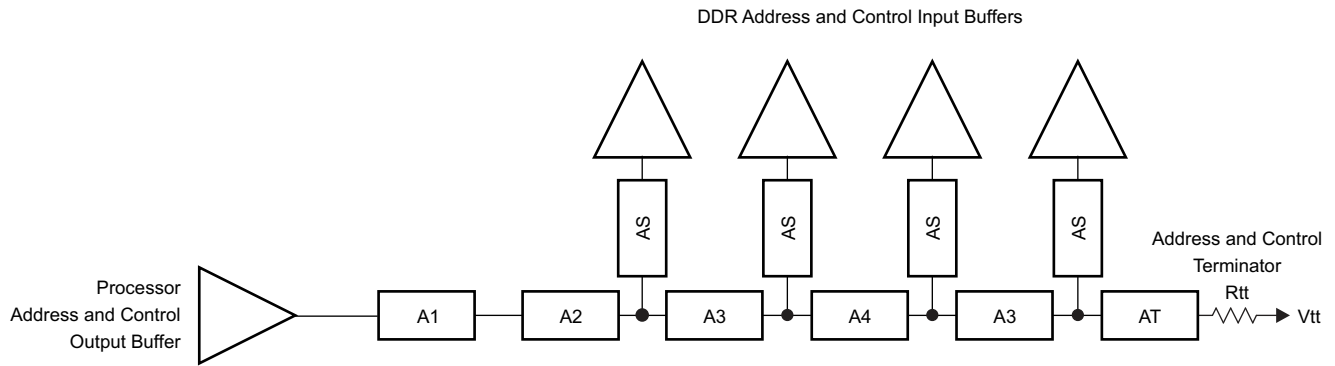 DDR Address and Control Input Buffers
AS
AS
AS
AS
Address and Control
Terminator
Rtt
Processor
Address and Control
Output Buffer
A1
A2
A3
A4
A3
AT
Vtt